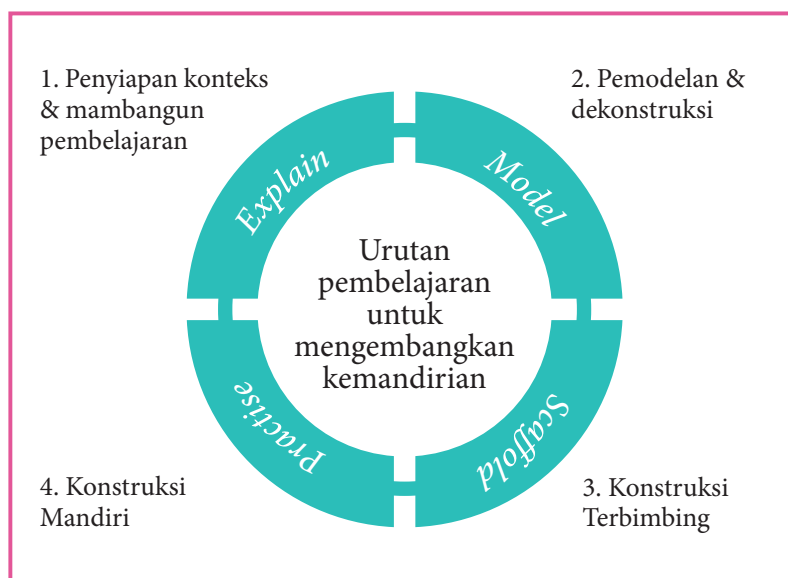 1. Penyiapan konteks
& mambangun
pembelajaran
2. Pemodelan &
dekonstruksi
Explain
Model
Urutan
pembelajaran
untuk
mengembangkan
kemandirian
Practise
Scaffold
4. Konstruksi
Mandiri
3. Konstruksi
Terbimbing